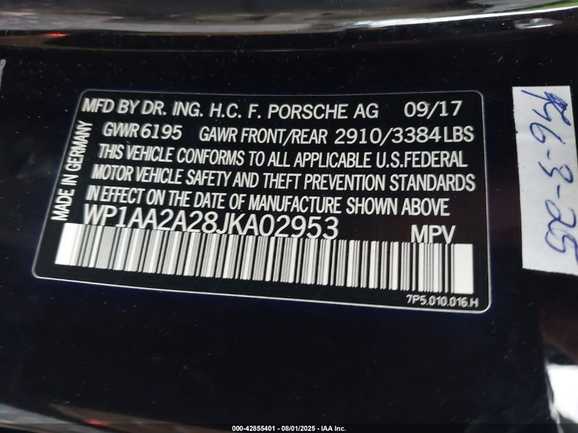 MFD BY DR. ING. H.C. F. PORSCHE AG 09/17
GVWR 6195 GAWR FRONT/REAR 2910/3384 LBS
THIS VEHICLE CONFORMS TO ALL APPLICABLE U.S.FEDERAL
MOTOR VEHICLE SAFETY AND THEFT PREVENTION STANDARDS
IN EFFECT ON THE DATE OF MANUFACTURE SHOWN ABOVE
WP1AA2A28JKA02953 MPV
MADE IN GERMANY
7P5.010.016.H
000-42855401 - 08/01/2025 - IAA Inc.